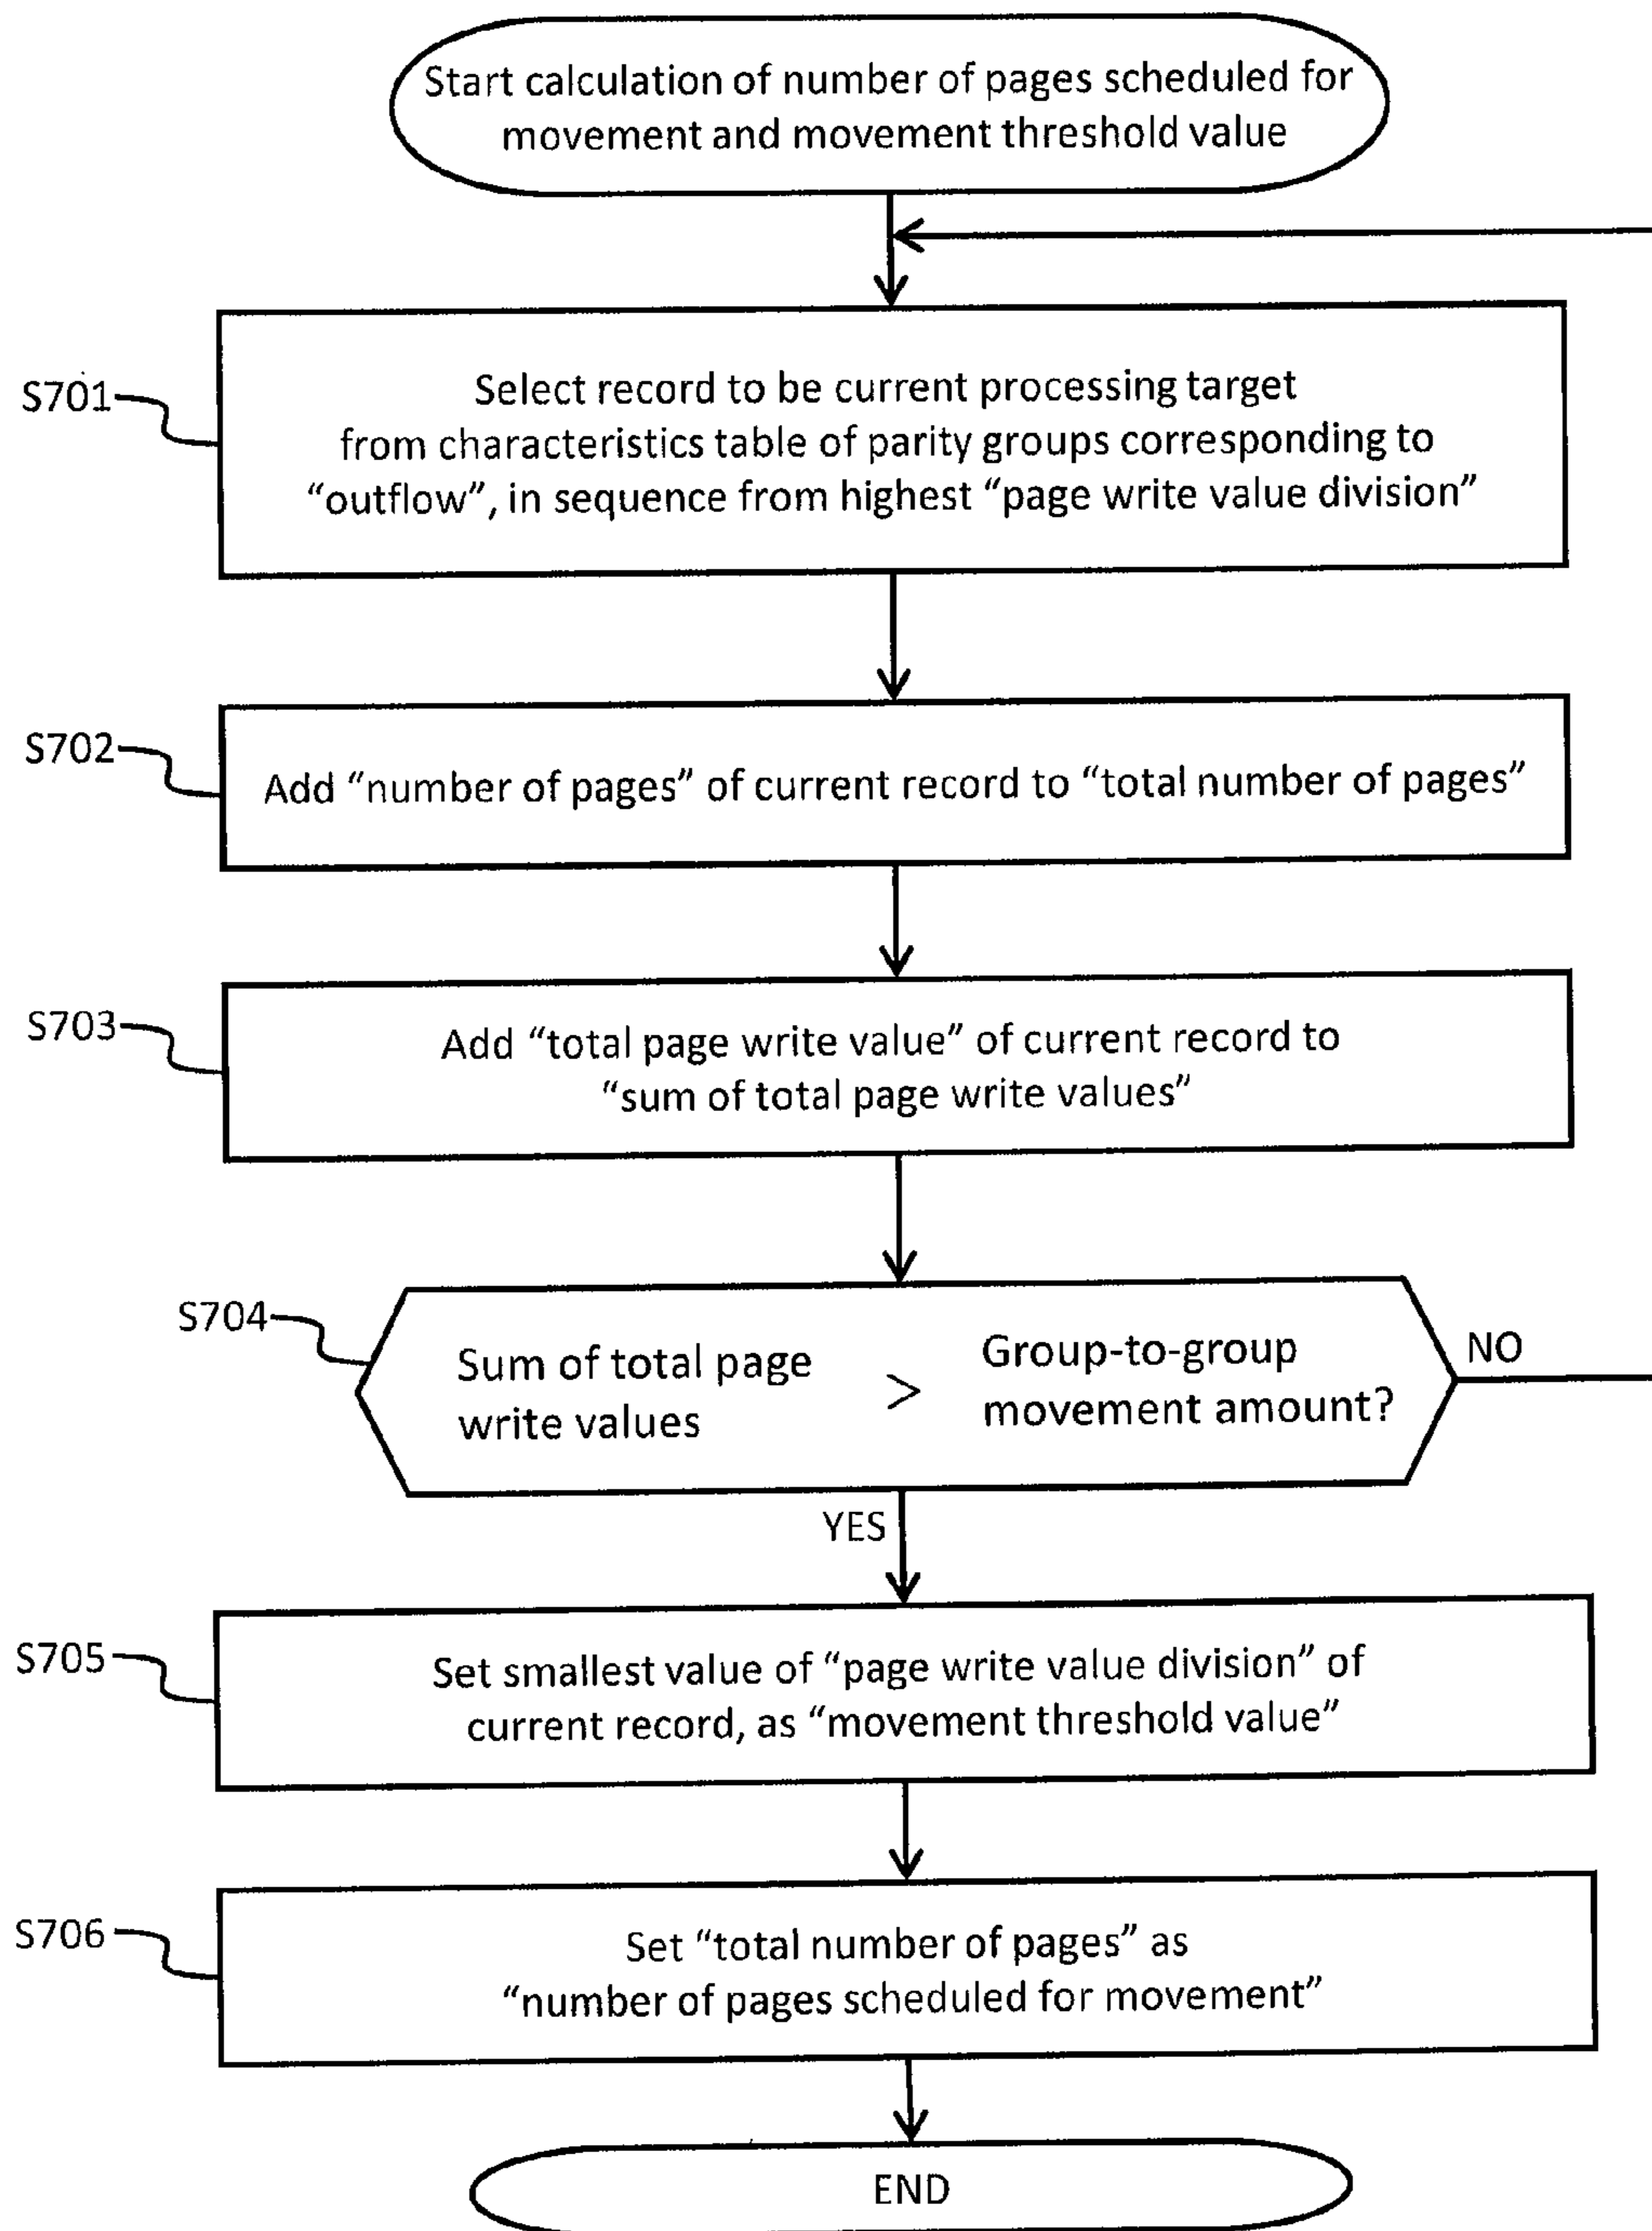 Start calculation of number of pages scheduled for
movement and movement threshold value
S701
Select record to be current processing target
from characteristics table of parity groups corresponding to
“outflow”, in sequence from highest “page write value division”
S702
Add “number of pages” of current record to “total number of pages”
S703
Add “total page write value” of current record to
“sum of total page write values”
S704
Sum of total page
write values
>
Group-to-group
movement amount?
NO
YES
S705
Set smallest value of “page write value division” of
current record, as “movement threshold value”
S706
Set “total number of pages” as
“number of pages scheduled for movement”
END